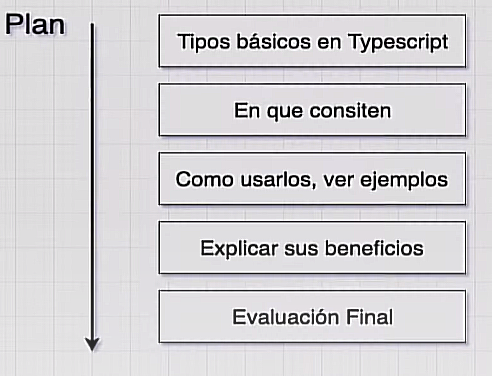 Plan
Tipos básicos en Typescript
En que consiten
Como usarlos, ver ejemplos
Explicar sus beneficios
Evaluación Final